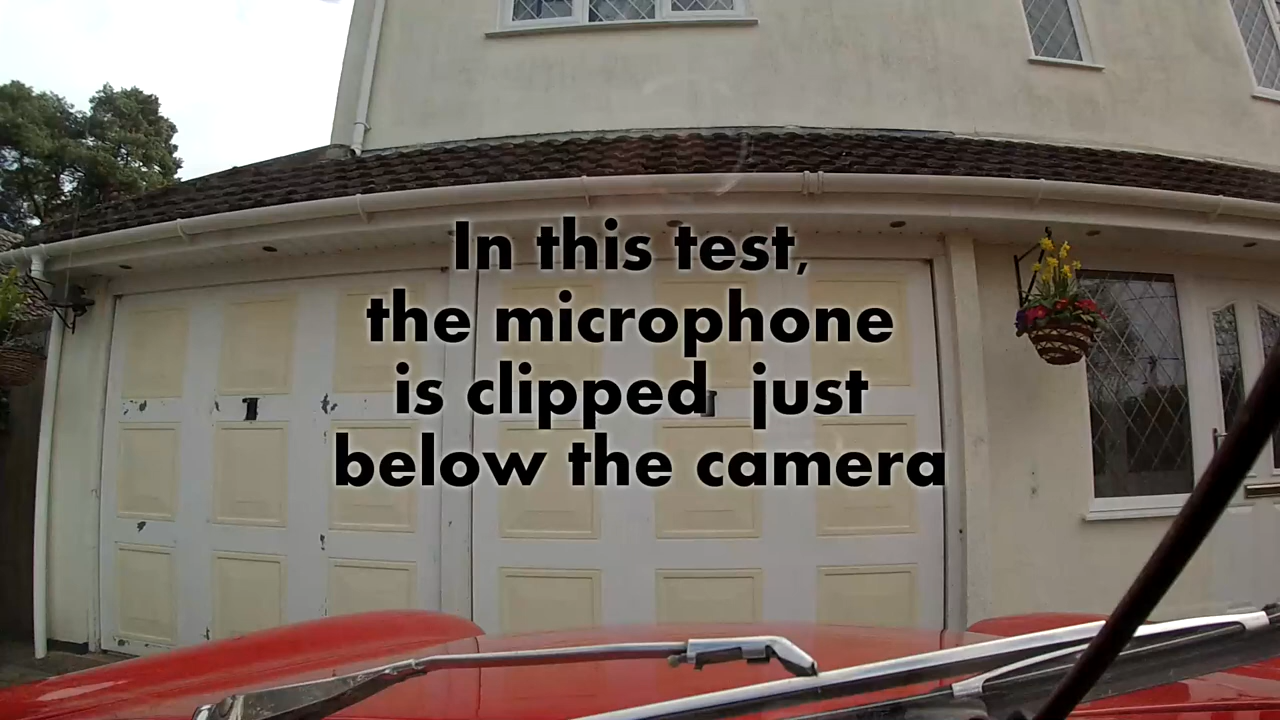 In this test,
the microphone
is clipped just
below the camera